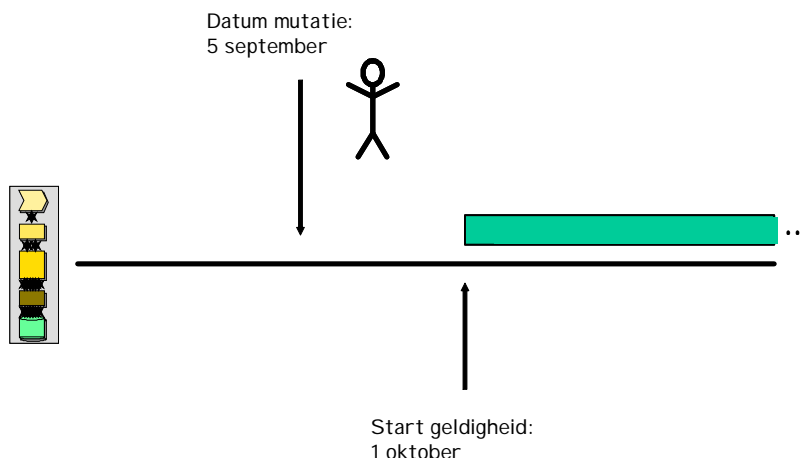 Datum mutatie:
5 september
..
Start geldigheid:
1 oktober